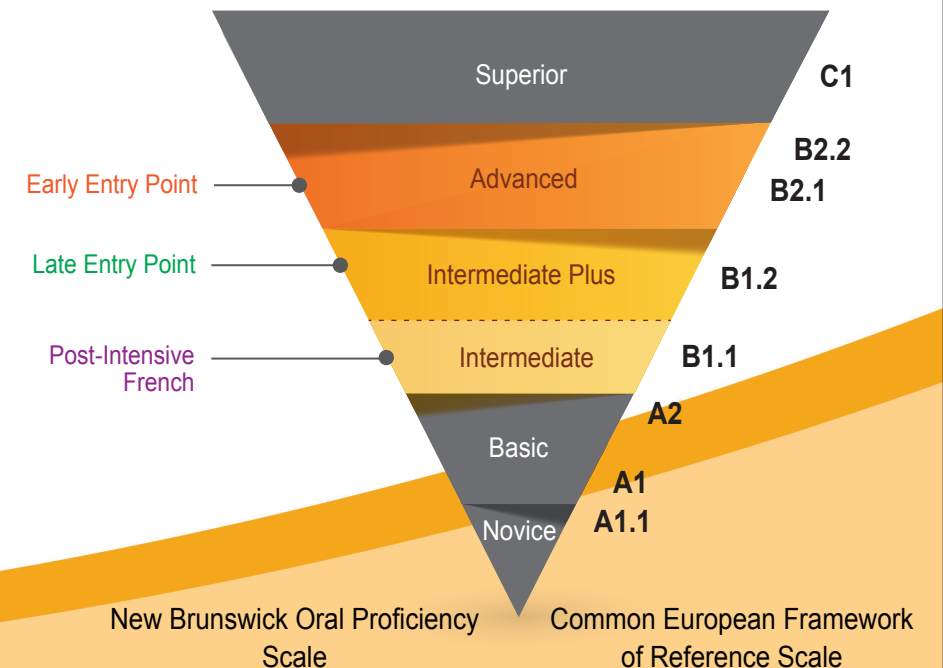 Superior
C1
B2.2
Early Entry Point
Advanced
B2.1
Late Entry Point
Intermediate Plus
B1.2
Post-Intensive
French
Intermediate
B1.1
A2
Basic
A1
A1.1
Novice
New Brunswick Oral Proficiency
Scale
Common European Framework
of Reference Scale